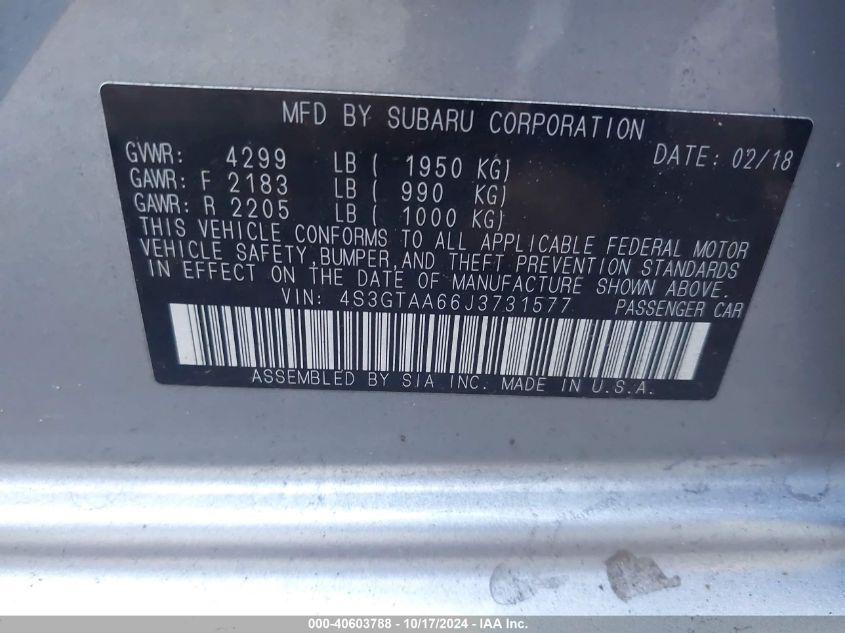 MFD BY SUBARU CORPORATION
GVWR: 4299 LB ( 1950 KG) DATE: 02/18
GAWR: F 2183 LB ( 990 KG)
GAWR: R 2205 LB ( 1000 KG)
THIS VEHICLE CONFORMS TO ALL APPLICABLE FEDERAL MOTOR
VEHICLE SAFETY, BUMPER, AND THEFT PREVENTION STANDARDS
IN EFFECT ON THE DATE OF MANUFACTURE SHOWN ABOVE.
VIN: 4S3GTAA66J3731577 PASSENGER CAR
ASSEMBLED BY SIA INC. MADE IN U.S.A.
000-40603788 - 10/17/2024 - IAA Inc.